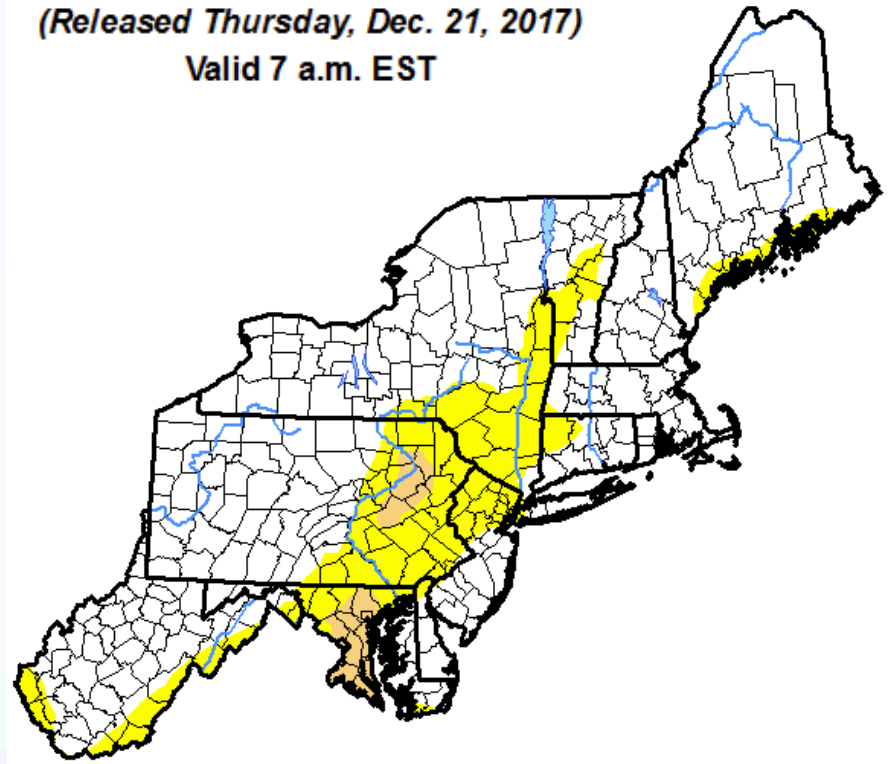 (Released Thursday, Dec. 21, 2017)
Valid 7 a.m. EST